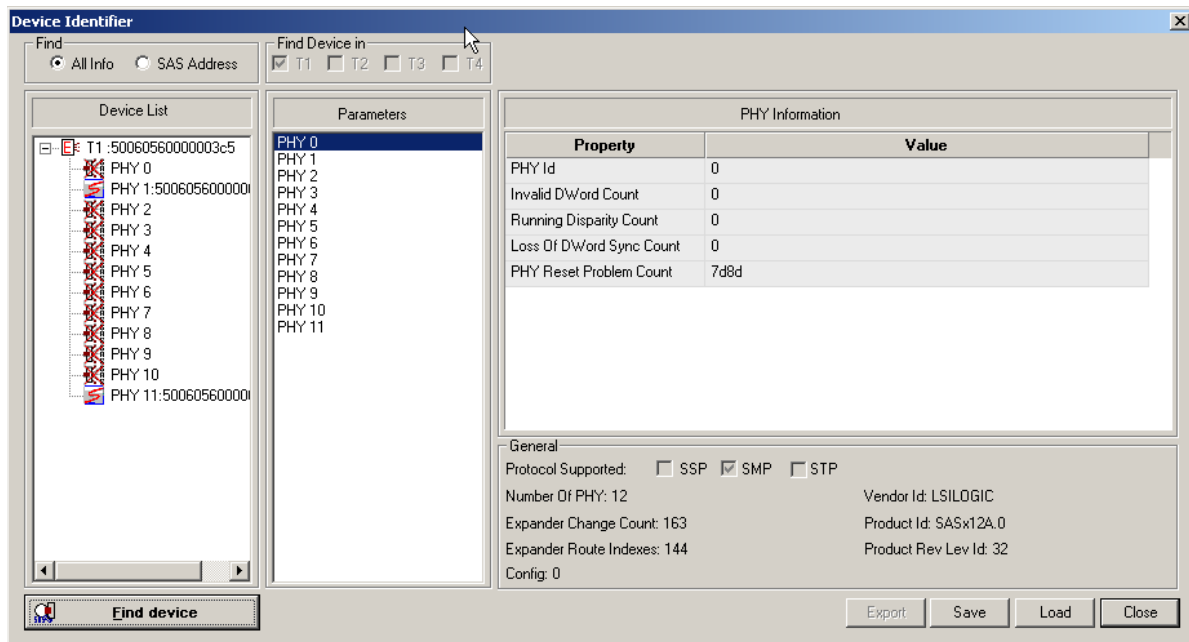 Device Identifier
Find
All Info SAS Address
Find Device in
T1 T2 T3 T4
Device List
T1 :50060560000003c5
PHY 0
PHY 1:500605600000
PHY 2
PHY 3
PHY 4
PHY 5
PHY 6
PHY 7
PHY 8
PHY 9
PHY 10
PHY 11:500605600000
Parameters
PHY 0
PHY 1
PHY 2
PHY 3
PHY 4
PHY 5
PHY 6
PHY 7
PHY 8
PHY 9
PHY 10
PHY 11
PHY Information
Property Value
PHY Id 0
Invalid DWord Count 0
Running Disparity Count 0
Loss Of DWord Sync Count 0
PHY Reset Problem Count 7d8d
General
Protocol Supported: SSP SMP STP
Number Of PHY: 12 Vendor Id: LSILOGIC
Expander Change Count: 163 Product Id: SASx12A.0
Expander Route Indexes: 144 Product Rev Lev Id: 32
Config: 0
Find device
Export Save Load Close